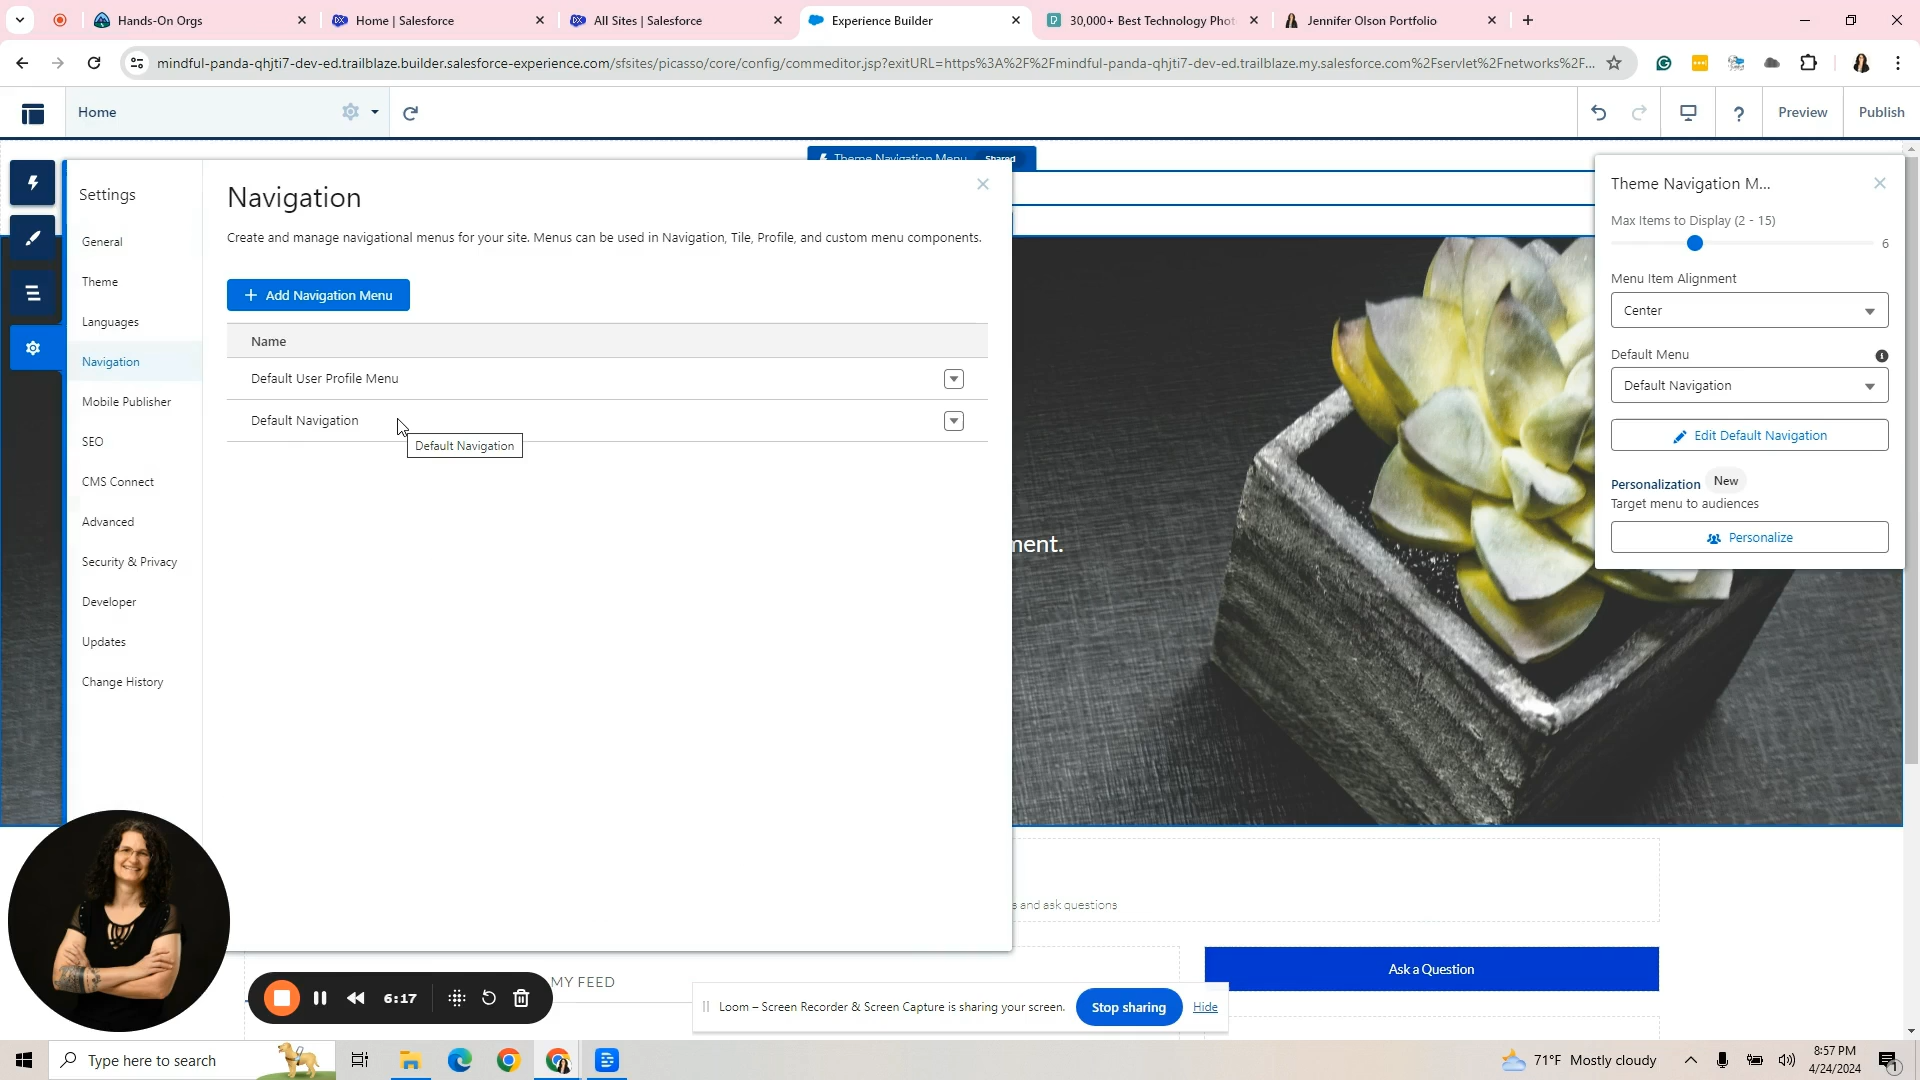 Hands-On Orgs
Home | Salesforce
All Sites | Salesforce
Experience Builder
30,000+ Best Technology Phot
Jennifer Olson Portfolio
mindful-panda-qhjti7-dev-ed.trailblaze.builder.salesforce-experience.com/sfsites/picasso/core/config/commeditor.jsp?exitURL=https%3A%2F%2Fmindful-panda-qhjti7-dev-ed.trailblaze.my.salesforce.com%2Fservlet%2Fnetworks%2F...
Home
Preview
Publish
Theme Navigation Menu
Shared
Settings
General
Theme
Languages
Navigation
Mobile Publisher
SEO
CMS Connect
Advanced
Security & Privacy
Developer
Updates
Change History
Navigation
Create and manage navigational menus for your site. Menus can be used in Navigation, Tile, Profile, and custom menu components.
+ Add Navigation Menu
Name
Default User Profile Menu
Default Navigation
Default Navigation
Theme Navigation M...
Max Items to Display (2 - 15)
6
Menu Item Alignment
Center
Default Menu
Default Navigation
Edit Default Navigation
Personalization New
Target menu to audiences
Personalize
ment.
s and ask questions
Ask a Question
MY FEED
6:17
Loom – Screen Recorder & Screen Capture is sharing your screen.
Stop sharing
Hide
Type here to search
71°F Mostly cloudy
8:57 PM
4/24/2024
1